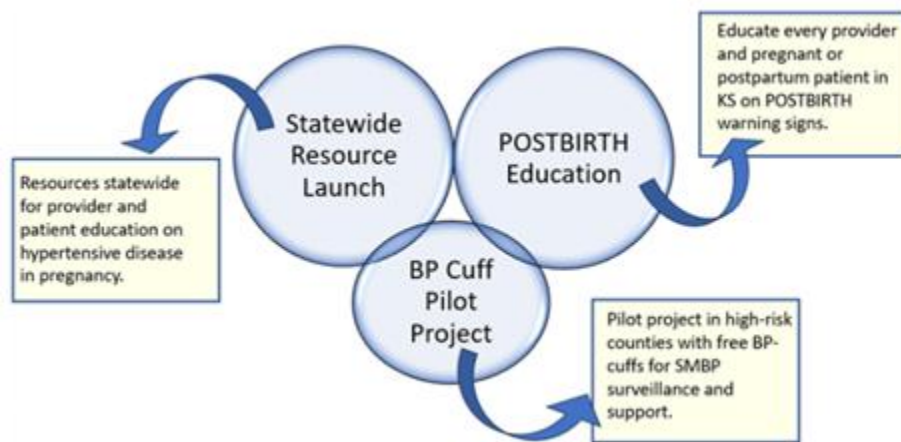 Educate every provider
and pregnant or
postpartum patient in
KS on POSTBIRTH
warning signs.
Statewide
Resource
Launch
POSTBIRTH
Education
Resources statewide
for provider and
patient education on
hypertensive disease
in pregnancy.
BP Cuff
Pilot
Project
Pilot project in high-risk
counties with free BP-
cuffs for SMBP
surveillance and
support.